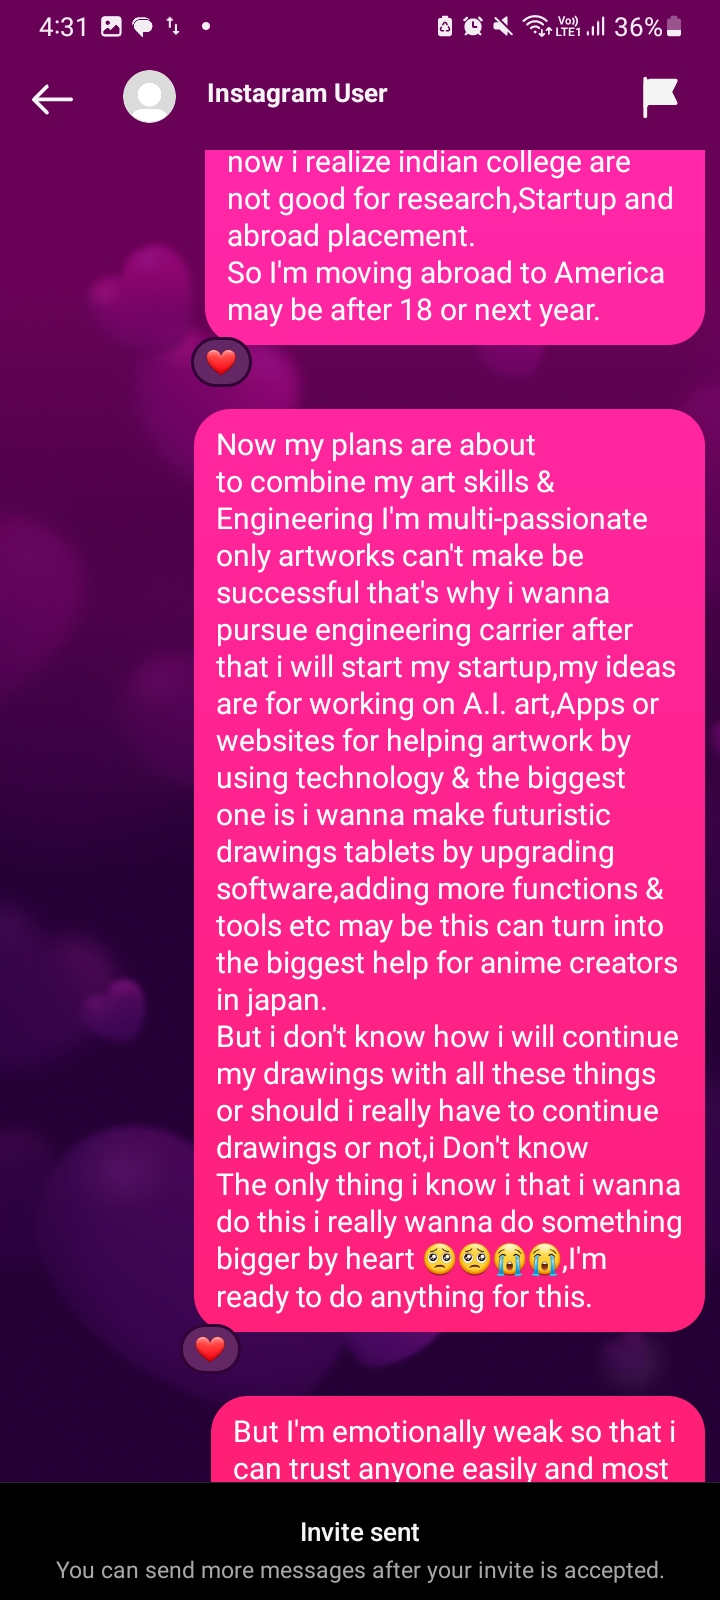 4:31
Vo))
LTE1
36%
Instagram User
now i realize indian college are
not good for research,Startup and
abroad placement.
So I'm moving abroad to America
may be after 18 or next year.
Now my plans are about
to combine my art skills &
Engineering I'm multi-passionate
only artworks can't make be
successful that's why i wanna
pursue engineering carrier after
that i will start my startup,my ideas
are for working on A.I. art,Apps or
websites for helping artwork by
using technology & the biggest
one is i wanna make futuristic
drawings tablets by upgrading
software,adding more functions &
tools etc may be this can turn into
the biggest help for anime creators
in japan.
But i don't know how i will continue
my drawings with all these things
or should i really have to continue
drawings or not,i Don't know
The only thing i know i that i wanna
do this i really wanna do something
bigger by heart 🥺🥺😭😭,I'm
ready to do anything for this.
But I'm emotionally weak so that i
can trust anyone easily and most
Invite sent
You can send more messages after your invite is accepted.